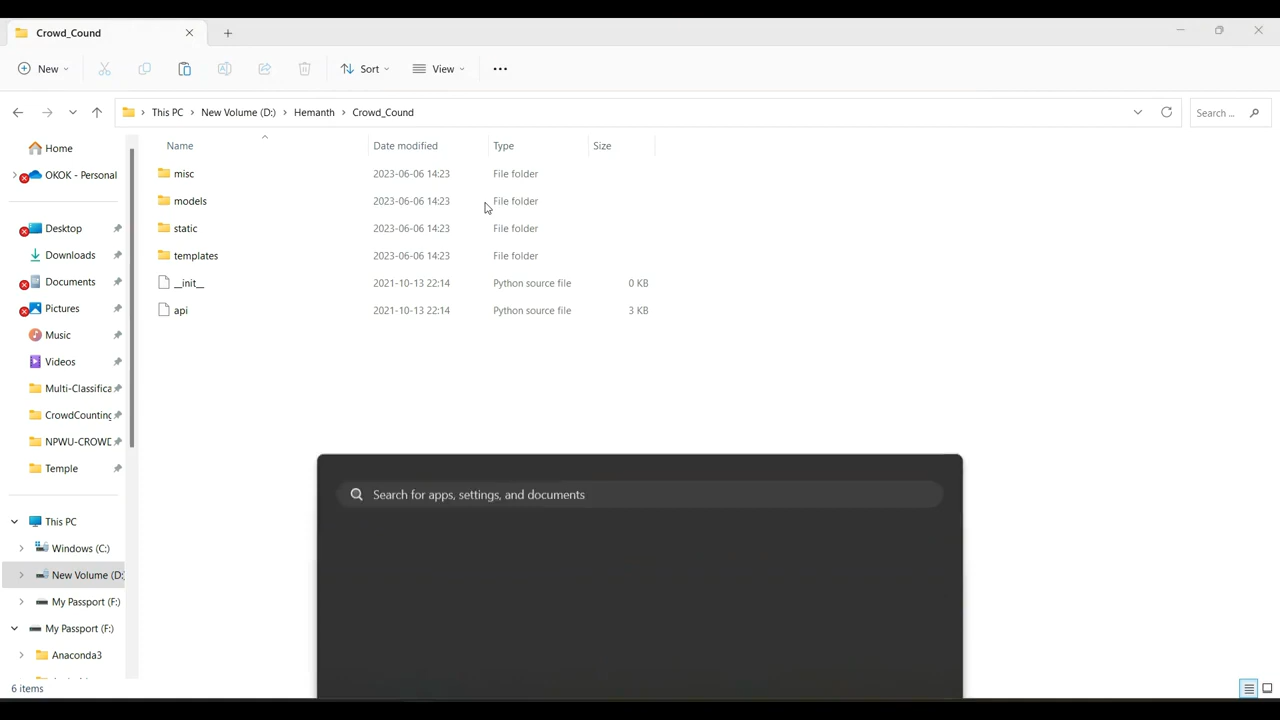 Crowd_Cound
New
Sort
View
This PC > New Volume (D:) > Hemanth > Crowd_Cound
Search ...
Name Date modified Type Size
misc 2023-06-06 14:23 File folder
models 2023-06-06 14:23 File folder
static 2023-06-06 14:23 File folder
templates 2023-06-06 14:23 File folder
__init__ 2021-10-13 22:14 Python source file 0 KB
api 2021-10-13 22:14 Python source file 3 KB
Home
OKOK - Personal
Desktop
Downloads
Documents
Pictures
Music
Videos
Multi-Classifica
CrowdCounting
NPWU-CROWD
Temple
This PC
Windows (C:)
New Volume (D:
My Passport (F:)
My Passport (F:)
Anaconda3
Search for apps, settings, and documents
6 items